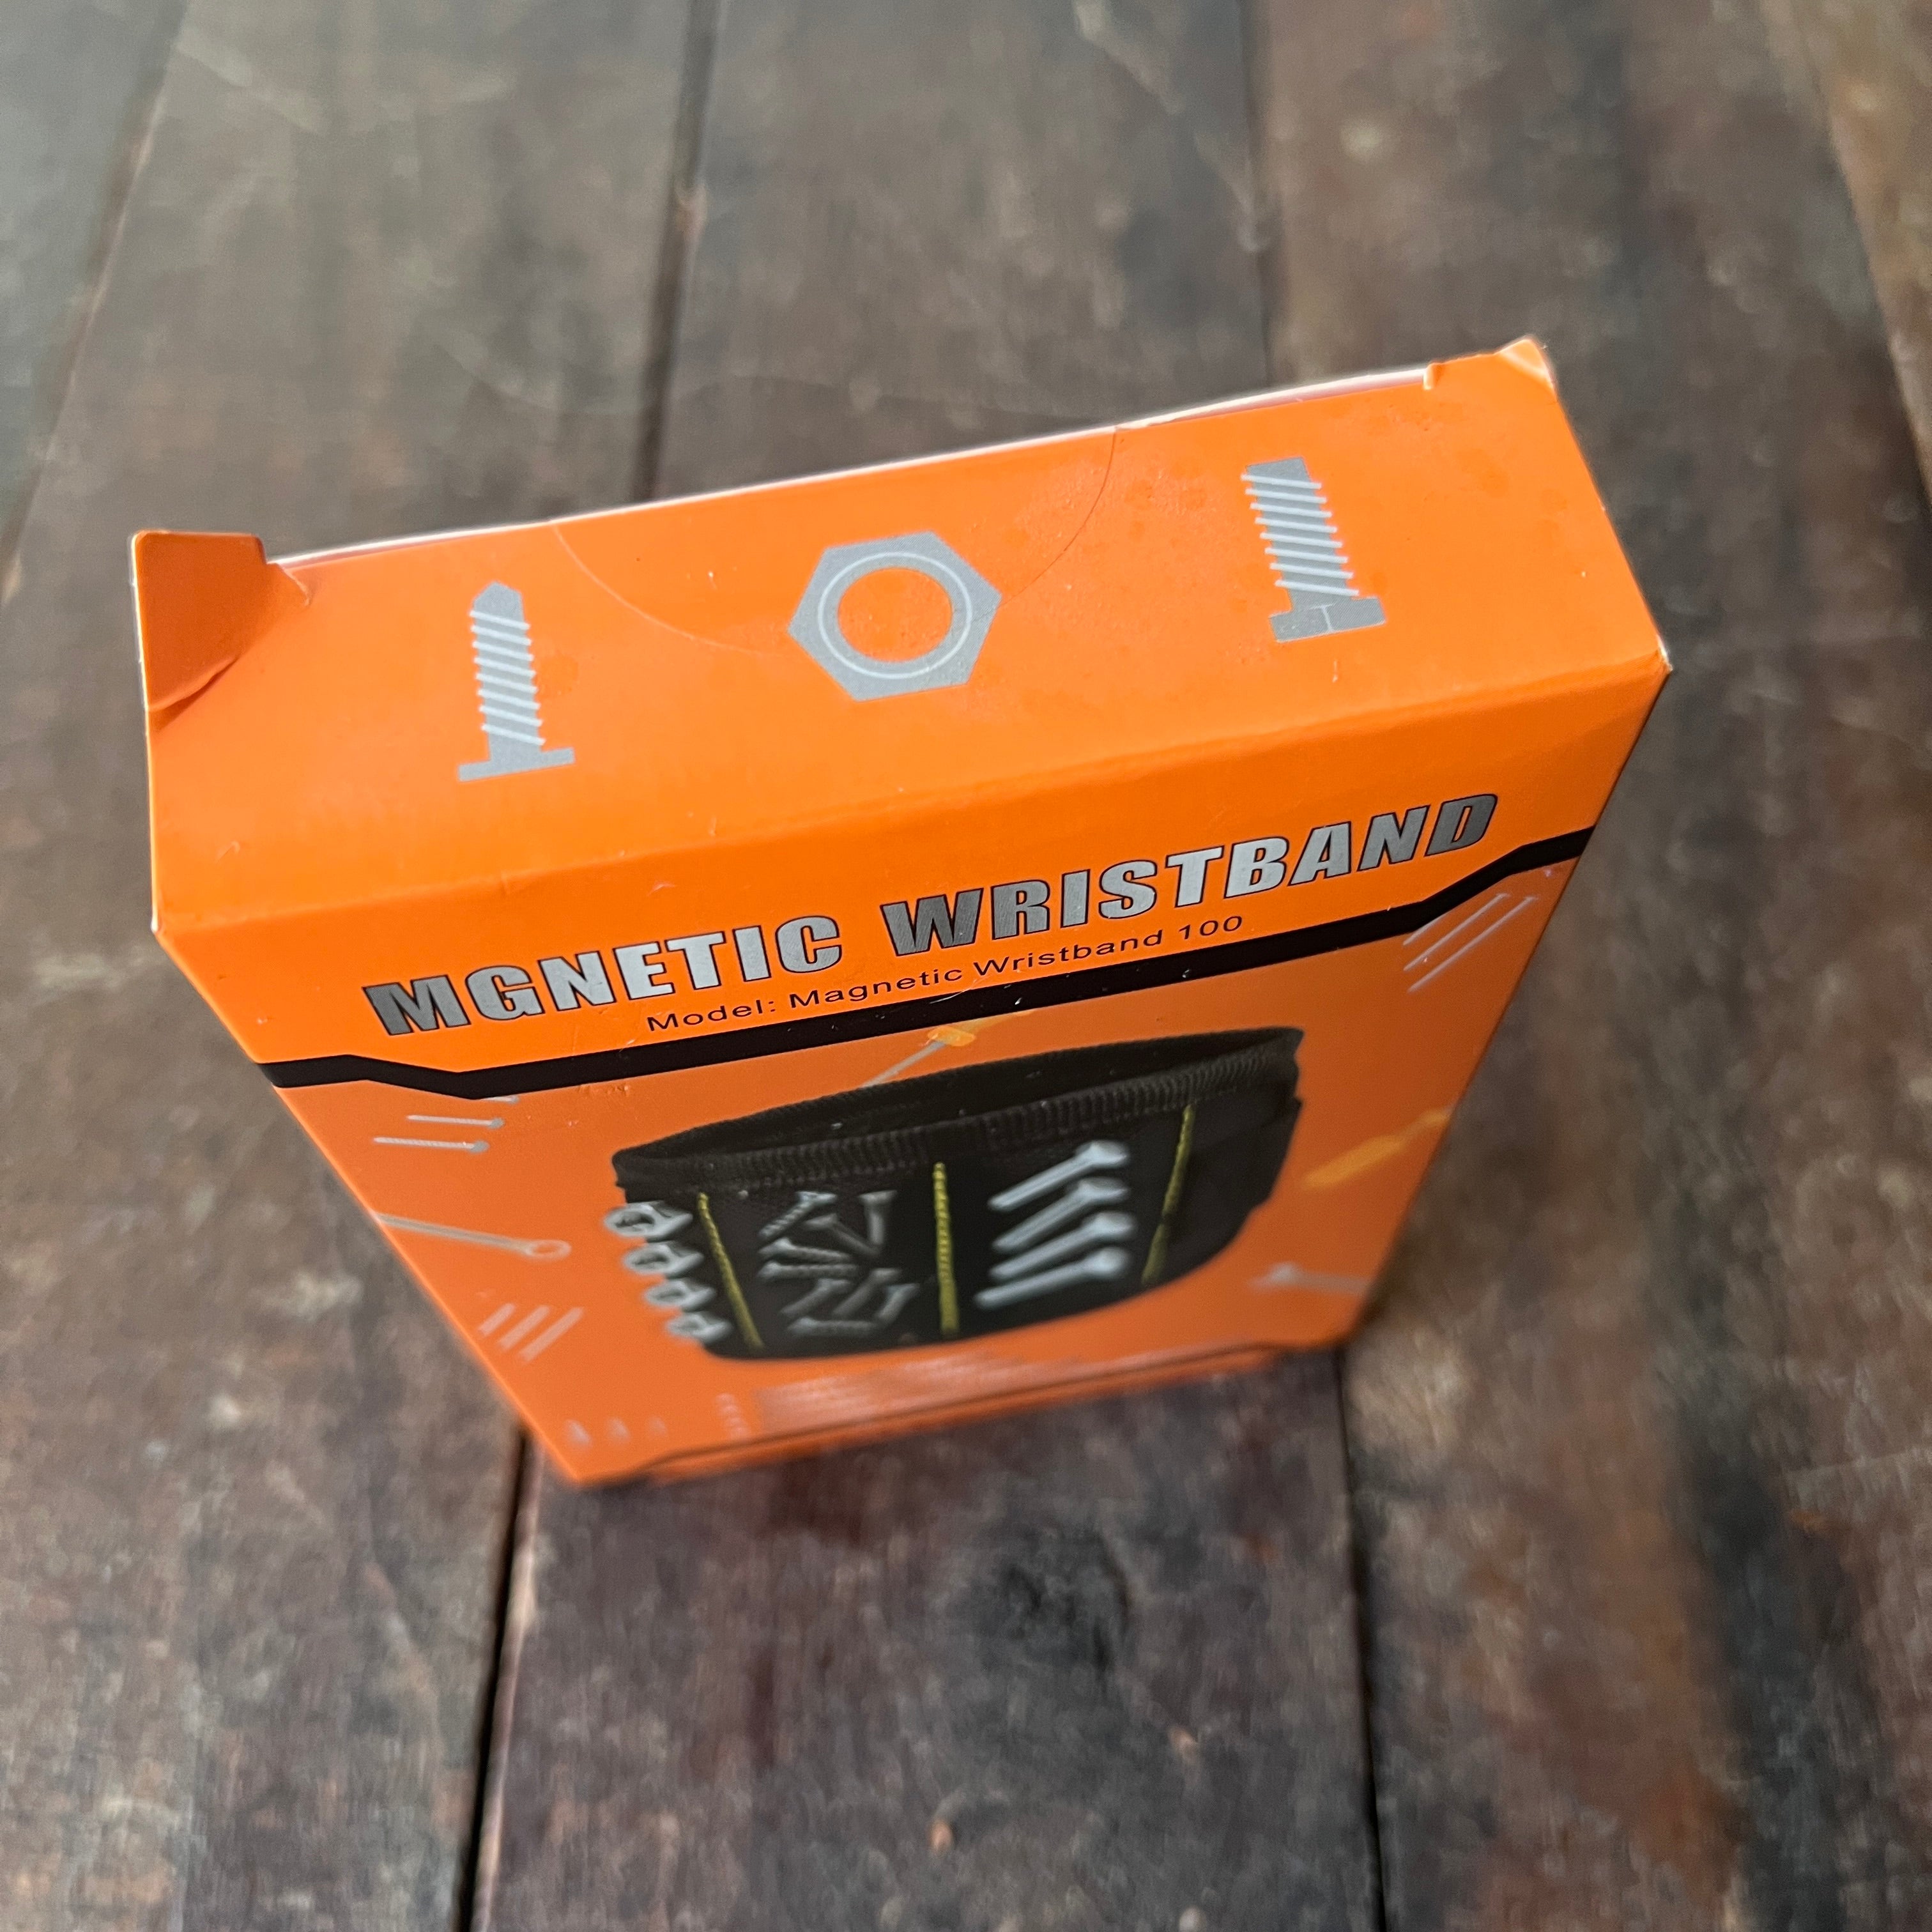 MGNETIC WRISTBAND
Model: Magnetic Wristband 100